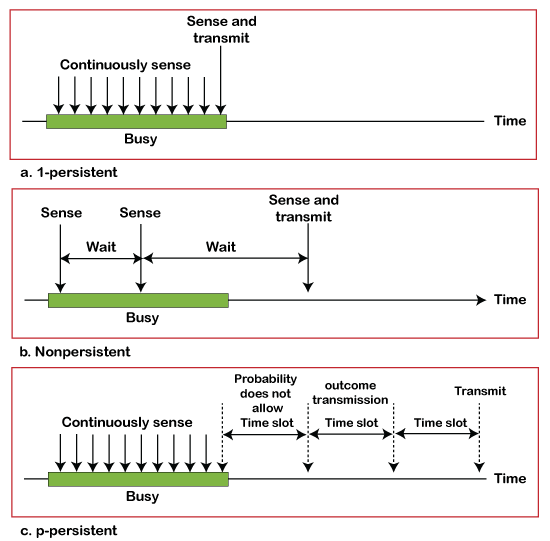 Sense and
transmit
Continuously sense
Time
Busy
a. 1-persistent
Sense and
transmit
Sense Sense
Wait Wait
Time
Busy
b. Nonpersistent
Probability
does not
allow
outcome
transmission
Transmit
Continuously sense
Time slot Time slot Time slot
Time
Busy
c. p-persistent